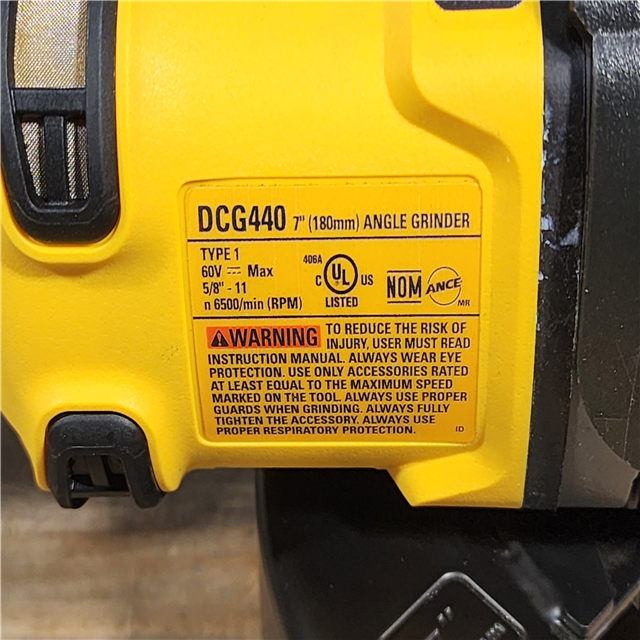 DCG440 7" (180mm) ANGLE GRINDER
TYPE 1
60V ⎓ Max
5/8" - 11
n 6500/min (RPM)
406A
C UL US
LISTED
NOM ANCE
MR
WARNING TO REDUCE THE RISK OF
INJURY, USER MUST READ
INSTRUCTION MANUAL. ALWAYS WEAR EYE
PROTECTION. USE ONLY ACCESSORIES RATED
AT LEAST EQUAL TO THE MAXIMUM SPEED
MARKED ON THE TOOL. ALWAYS USE PROPER
GUARDS WHEN GRINDING. ALWAYS FULLY
TIGHTEN THE ACCESSORY. ALWAYS USE
PROPER RESPIRATORY PROTECTION.
ID